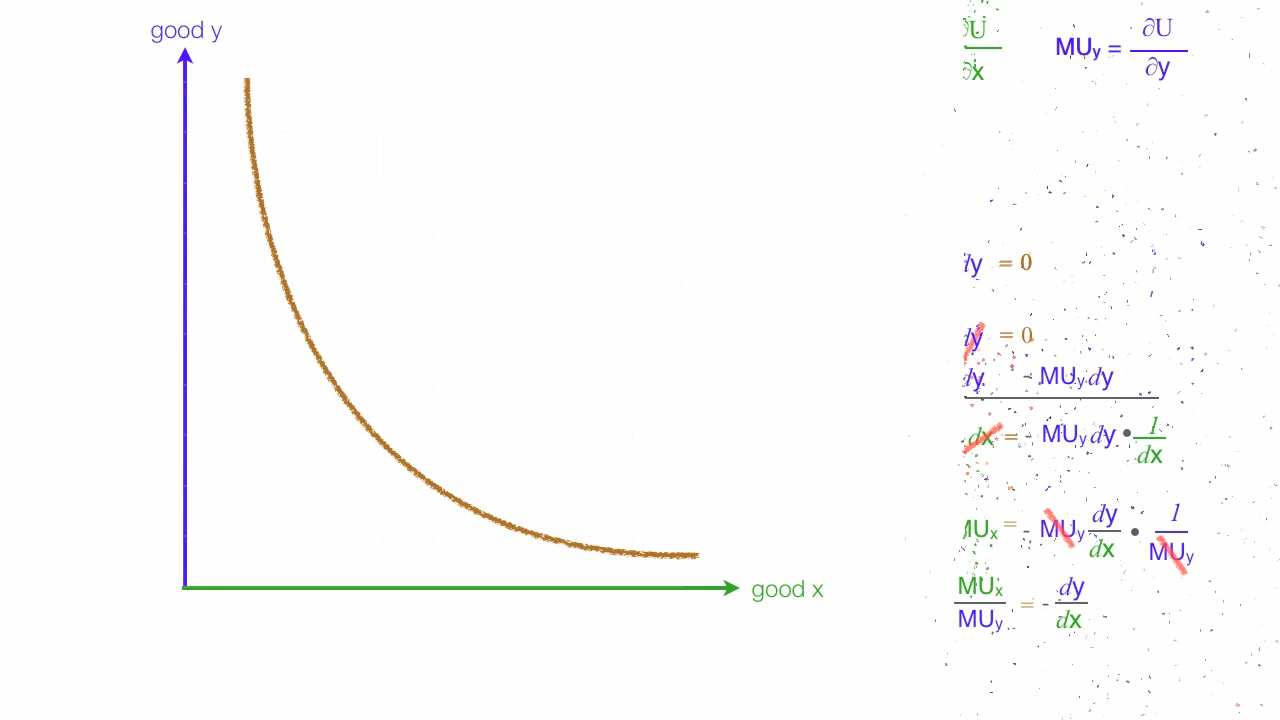 good y
good x
∂U
∂x
MUy = ∂U
∂y
dy = 0
dy = 0
dy - MUy dy
dx = - MUy dy • 1
dx
MUx = - MUy dy • 1
dx MUy
MUx = - dy
MUy dx